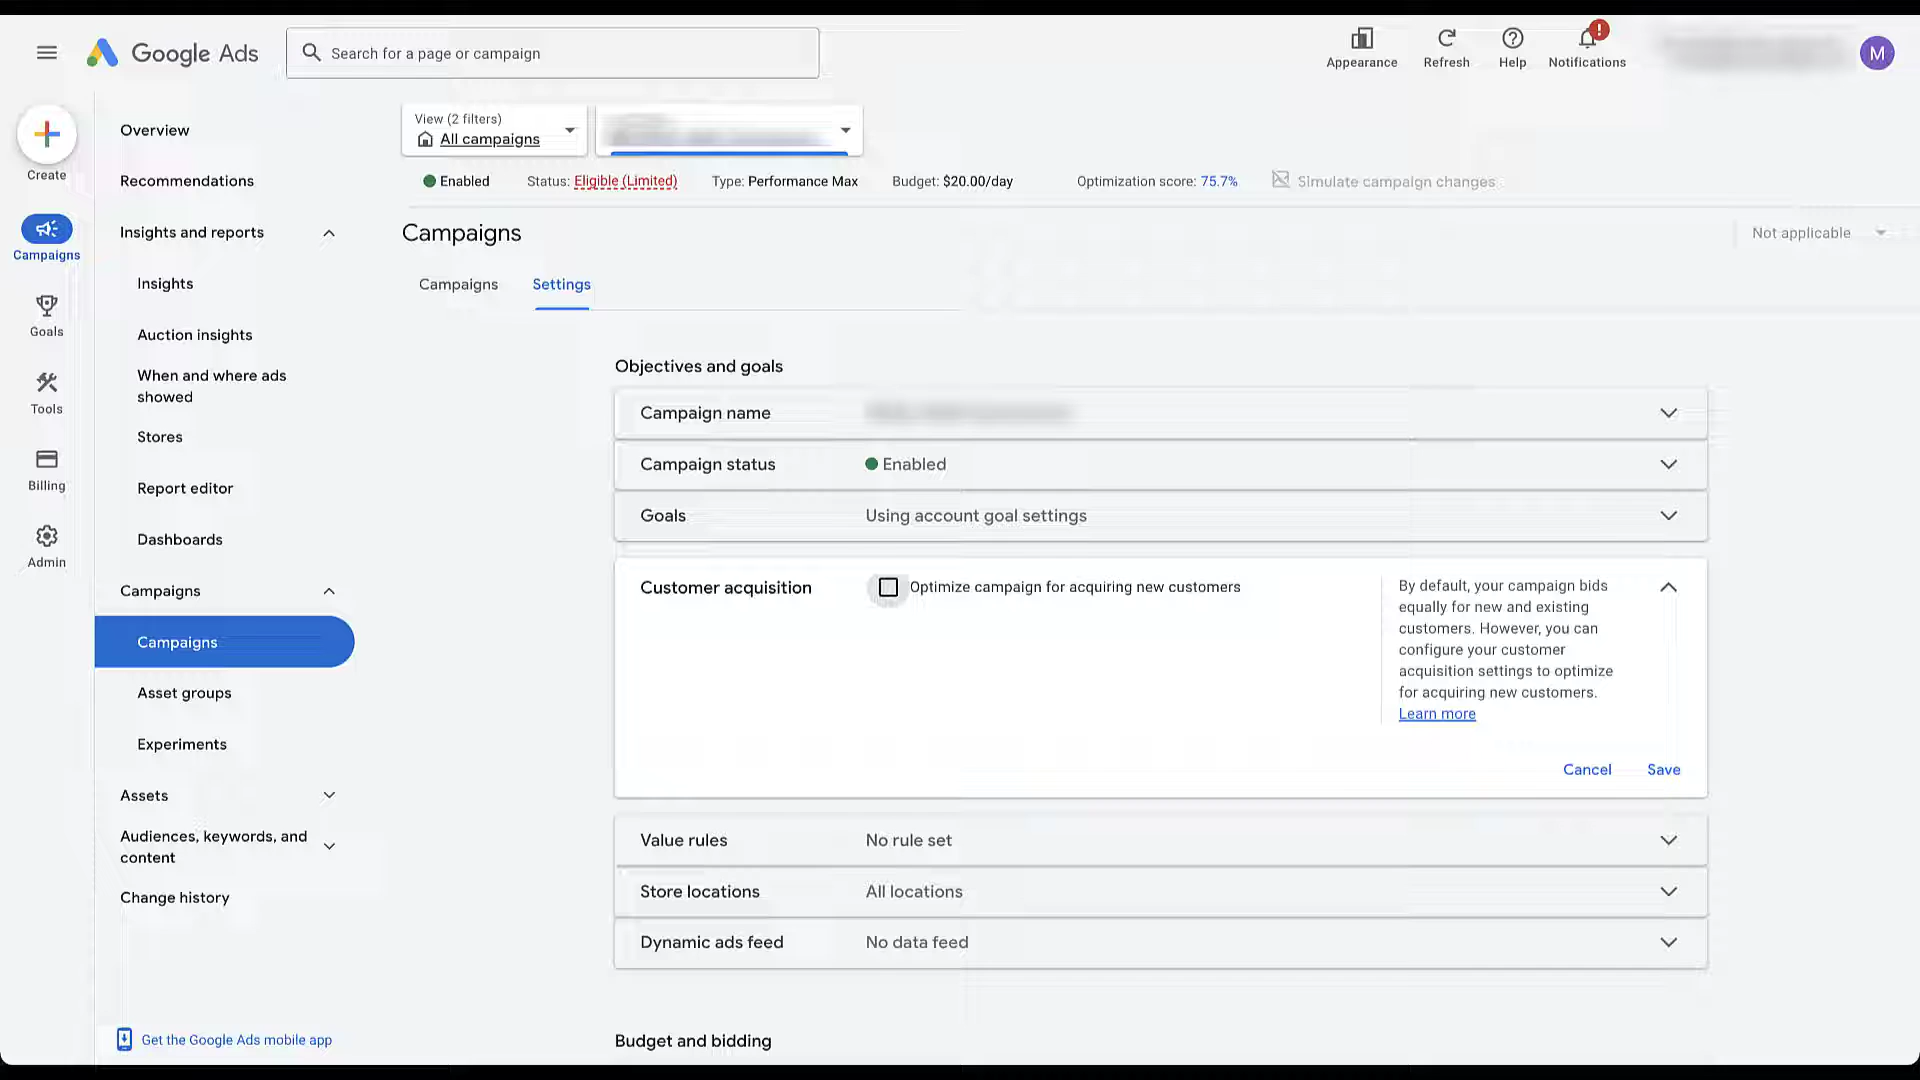 Google Ads
Search for a page or campaign
Appearance
Refresh
Help
!
Notifications
M
Create
Campaigns
Goals
Tools
Billing
Admin
Overview
Recommendations
Insights and reports
Insights
Auction insights
When and where ads
showed
Stores
Report editor
Dashboards
Campaigns
Campaigns
Asset groups
Experiments
Assets
Audiences, keywords, and
content
Change history
Get the Google Ads mobile app
View (2 filters)
All campaigns
Enabled Status: Eligible (Limited) Type: Performance Max Budget: $20.00/day Optimization score: 75.7% Simulate campaign changes
Campaigns
Not applicable
Campaigns Settings
Objectives and goals
Campaign name
Campaign status Enabled
Goals Using account goal settings
Customer acquisition Optimize campaign for acquiring new customers
By default, your campaign bids
equally for new and existing
customers. However, you can
configure your customer
acquisition settings to optimize
for acquiring new customers.
Learn more
Cancel Save
Value rules No rule set
Store locations All locations
Dynamic ads feed No data feed
Budget and bidding